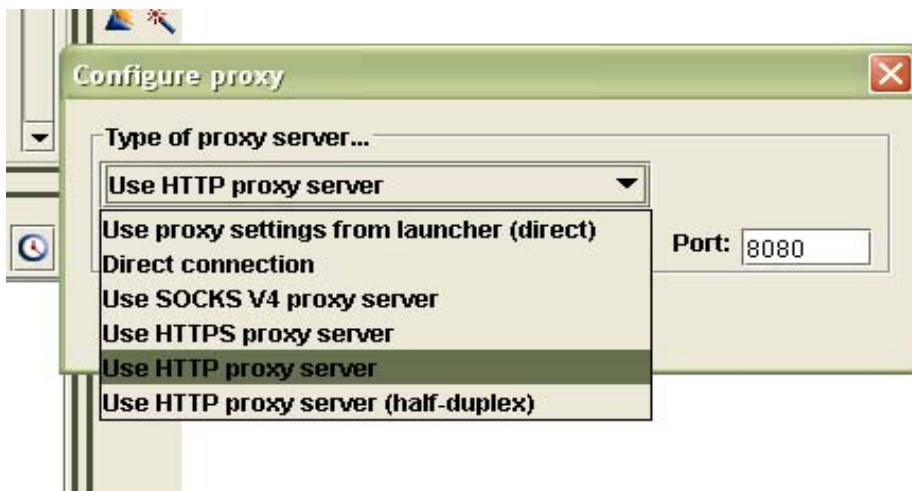 Configure proxy
Type of proxy server...
Use HTTP proxy server
Use proxy settings from launcher (direct)
Direct connection
Use SOCKS V4 proxy server
Use HTTPS proxy server
Use HTTP proxy server
Use HTTP proxy server (half-duplex)
Port: 8080